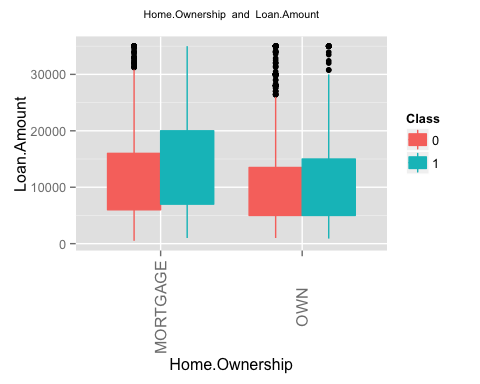 Home.Ownership and Loan.Amount
Loan.Amount
30000
20000
10000
0
MORTGAGE
OWN
Home.Ownership
Class
0
1